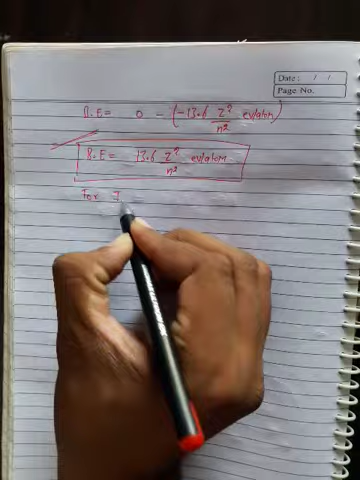 Date: / /
Page No.
B.E = 0 - (-13.6 Z²/n² ev/atom)
B.E = 13.6 Z²/n² ev/atom
For I